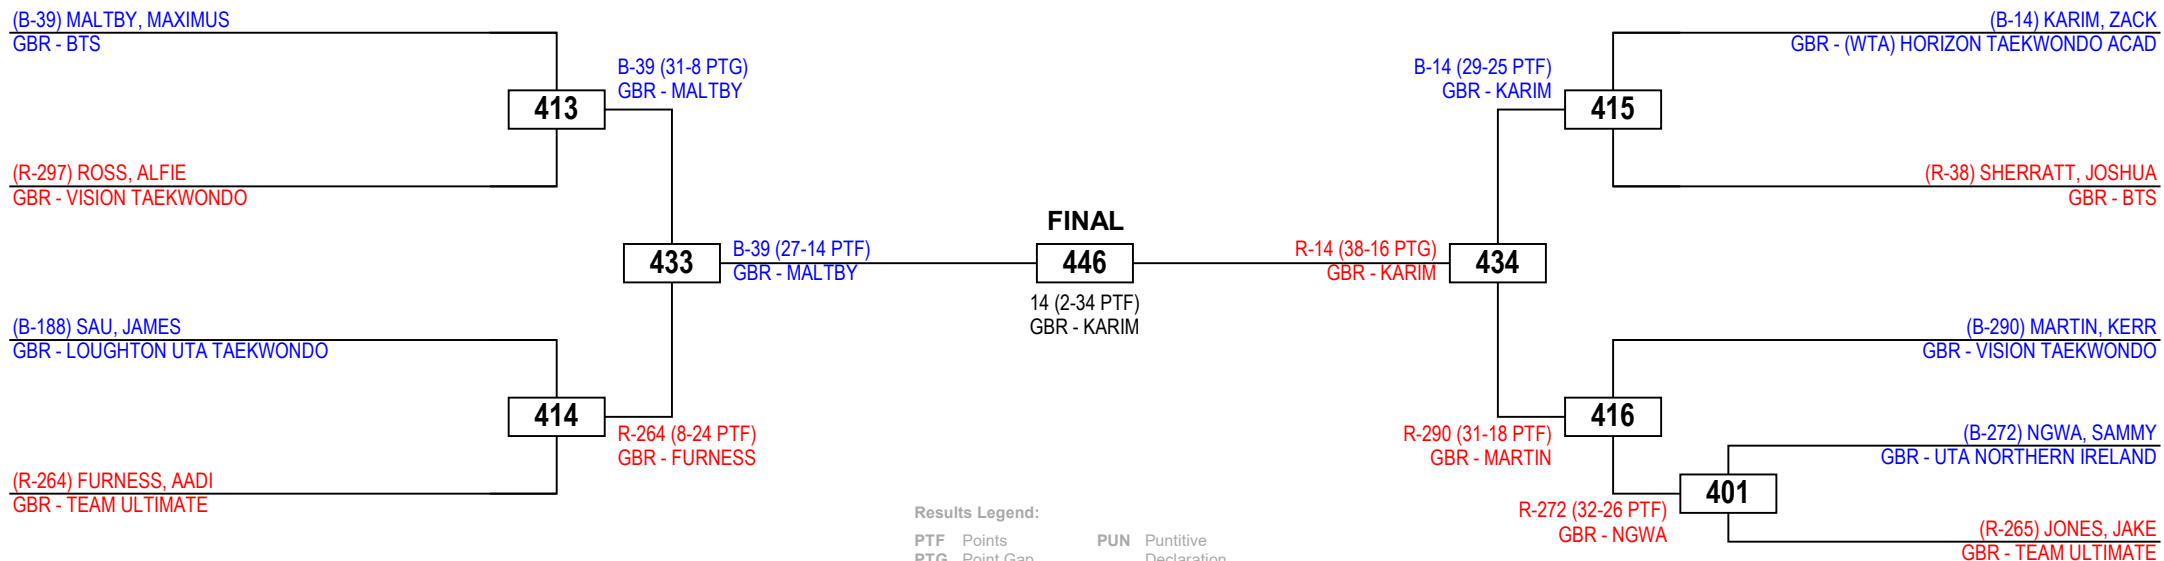 (B-39) MALTBY, MAXIMUS
GBR - BTS
B-39 (31-8 PTG)
GBR - MALTBY
413
(R-297) ROSS, ALFIE
GBR - VISION TAEKWONDO
433
B-39 (27-14 PTF)
GBR - MALTBY
(B-188) SAU, JAMES
GBR - LOUGHTON UTA TAEKWONDO
414
R-264 (8-24 PTF)
GBR - FURNESS
(R-264) FURNESS, AADI
GBR - TEAM ULTIMATE
FINAL
446
14 (2-34 PTF)
GBR - KARIM
(B-14) KARIM, ZACK
GBR - (WTA) HORIZON TAEKWONDO ACAD
B-14 (29-25 PTF)
GBR - KARIM
415
(R-38) SHERRATT, JOSHUA
GBR - BTS
R-14 (38-16 PTG)
GBR - KARIM
434
(B-290) MARTIN, KERR
GBR - VISION TAEKWONDO
416
R-290 (31-18 PTF)
GBR - MARTIN
(B-272) NGWA, SAMMY
GBR - UTA NORTHERN IRELAND
401
R-272 (32-26 PTF)
GBR - NGWA
(R-265) JONES, JAKE
GBR - TEAM ULTIMATE
Results Legend:
PTF Points PUN Puntitive
PTG Point Gap Declaration